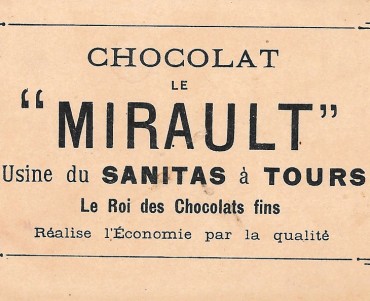 CHOCOLAT
LE
"MIRAULT"
Usine du SANITAS à TOURS
Le Roi des Chocolats fins
Réalise l'Économie par la qualité